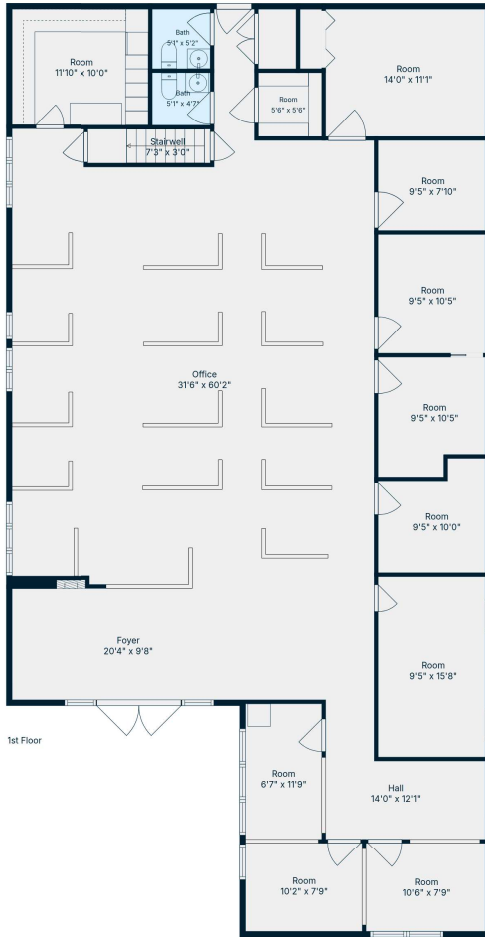 Bath
5'1" x 5'2"
Room
11'10" x 10'0"
Room
14'0" x 11'1"
Bath
5'1" x 4'7"
Room
5'6" x 5'6"
Stairwell
7'3" x 3'0"
Room
9'5" x 7'10"
Room
9'5" x 10'5"
Office
31'6" x 60'2"
Room
9'5" x 10'5"
Room
9'5" x 10'0"
Foyer
20'4" x 9'8"
Room
9'5" x 15'8"
1st Floor
Room
6'7" x 11'9"
Hall
14'0" x 12'1"
Room
10'2" x 7'9"
Room
10'6" x 7'9"